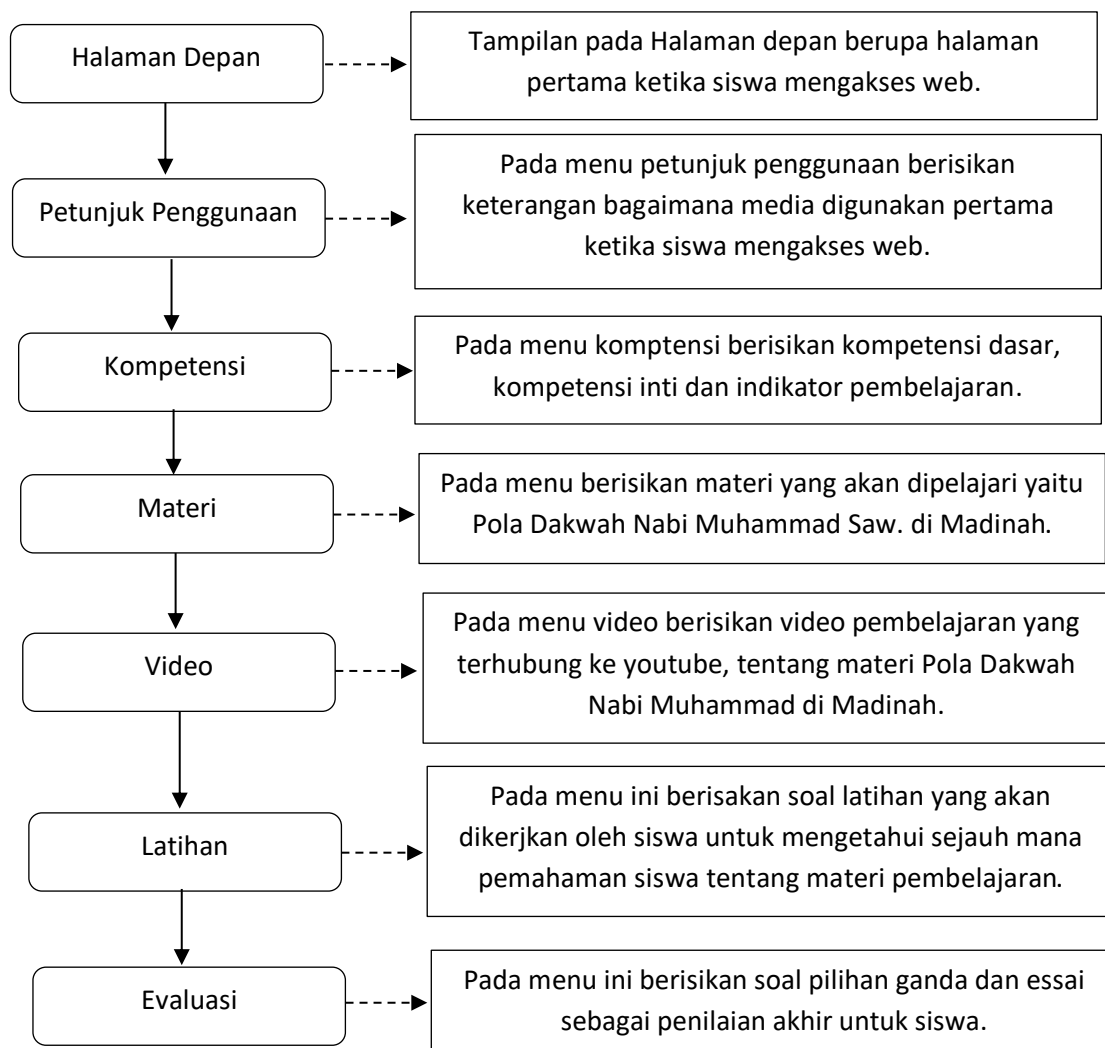 Halaman Depan
Tampilan pada Halaman depan berupa halaman
pertama ketika siswa mengakses web.
Petunjuk Penggunaan
Pada menu petunjuk penggunaan berisikan
keterangan bagaimana media digunakan pertama
ketika siswa mengakses web.
Kompetensi
Pada menu komptensi berisikan kompetensi dasar,
kompetensi inti dan indikator pembelajaran.
Materi
Pada menu berisikan materi yang akan dipelajari yaitu
Pola Dakwah Nabi Muhammad Saw. di Madinah.
Video
Pada menu video berisikan video pembelajaran yang
terhubung ke youtube, tentang materi Pola Dakwah
Nabi Muhammad di Madinah.
Latihan
Pada menu ini berisakan soal latihan yang akan
dikerjkan oleh siswa untuk mengetahui sejauh mana
pemahaman siswa tentang materi pembelajaran.
Evaluasi
Pada menu ini berisikan soal pilihan ganda dan essai
sebagai penilaian akhir untuk siswa.